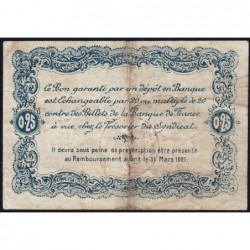 Ce Bon garanti par un dépôt en Banque
est échangeable par 20 ou multiple de 20
contre des Billets de la Banque de France
à vue, chez le Trésorier du Syndicat.
0,25
0,25
Il devra sous peine de prescription être présenté
au Remboursement avant le 31 Mars 1921.